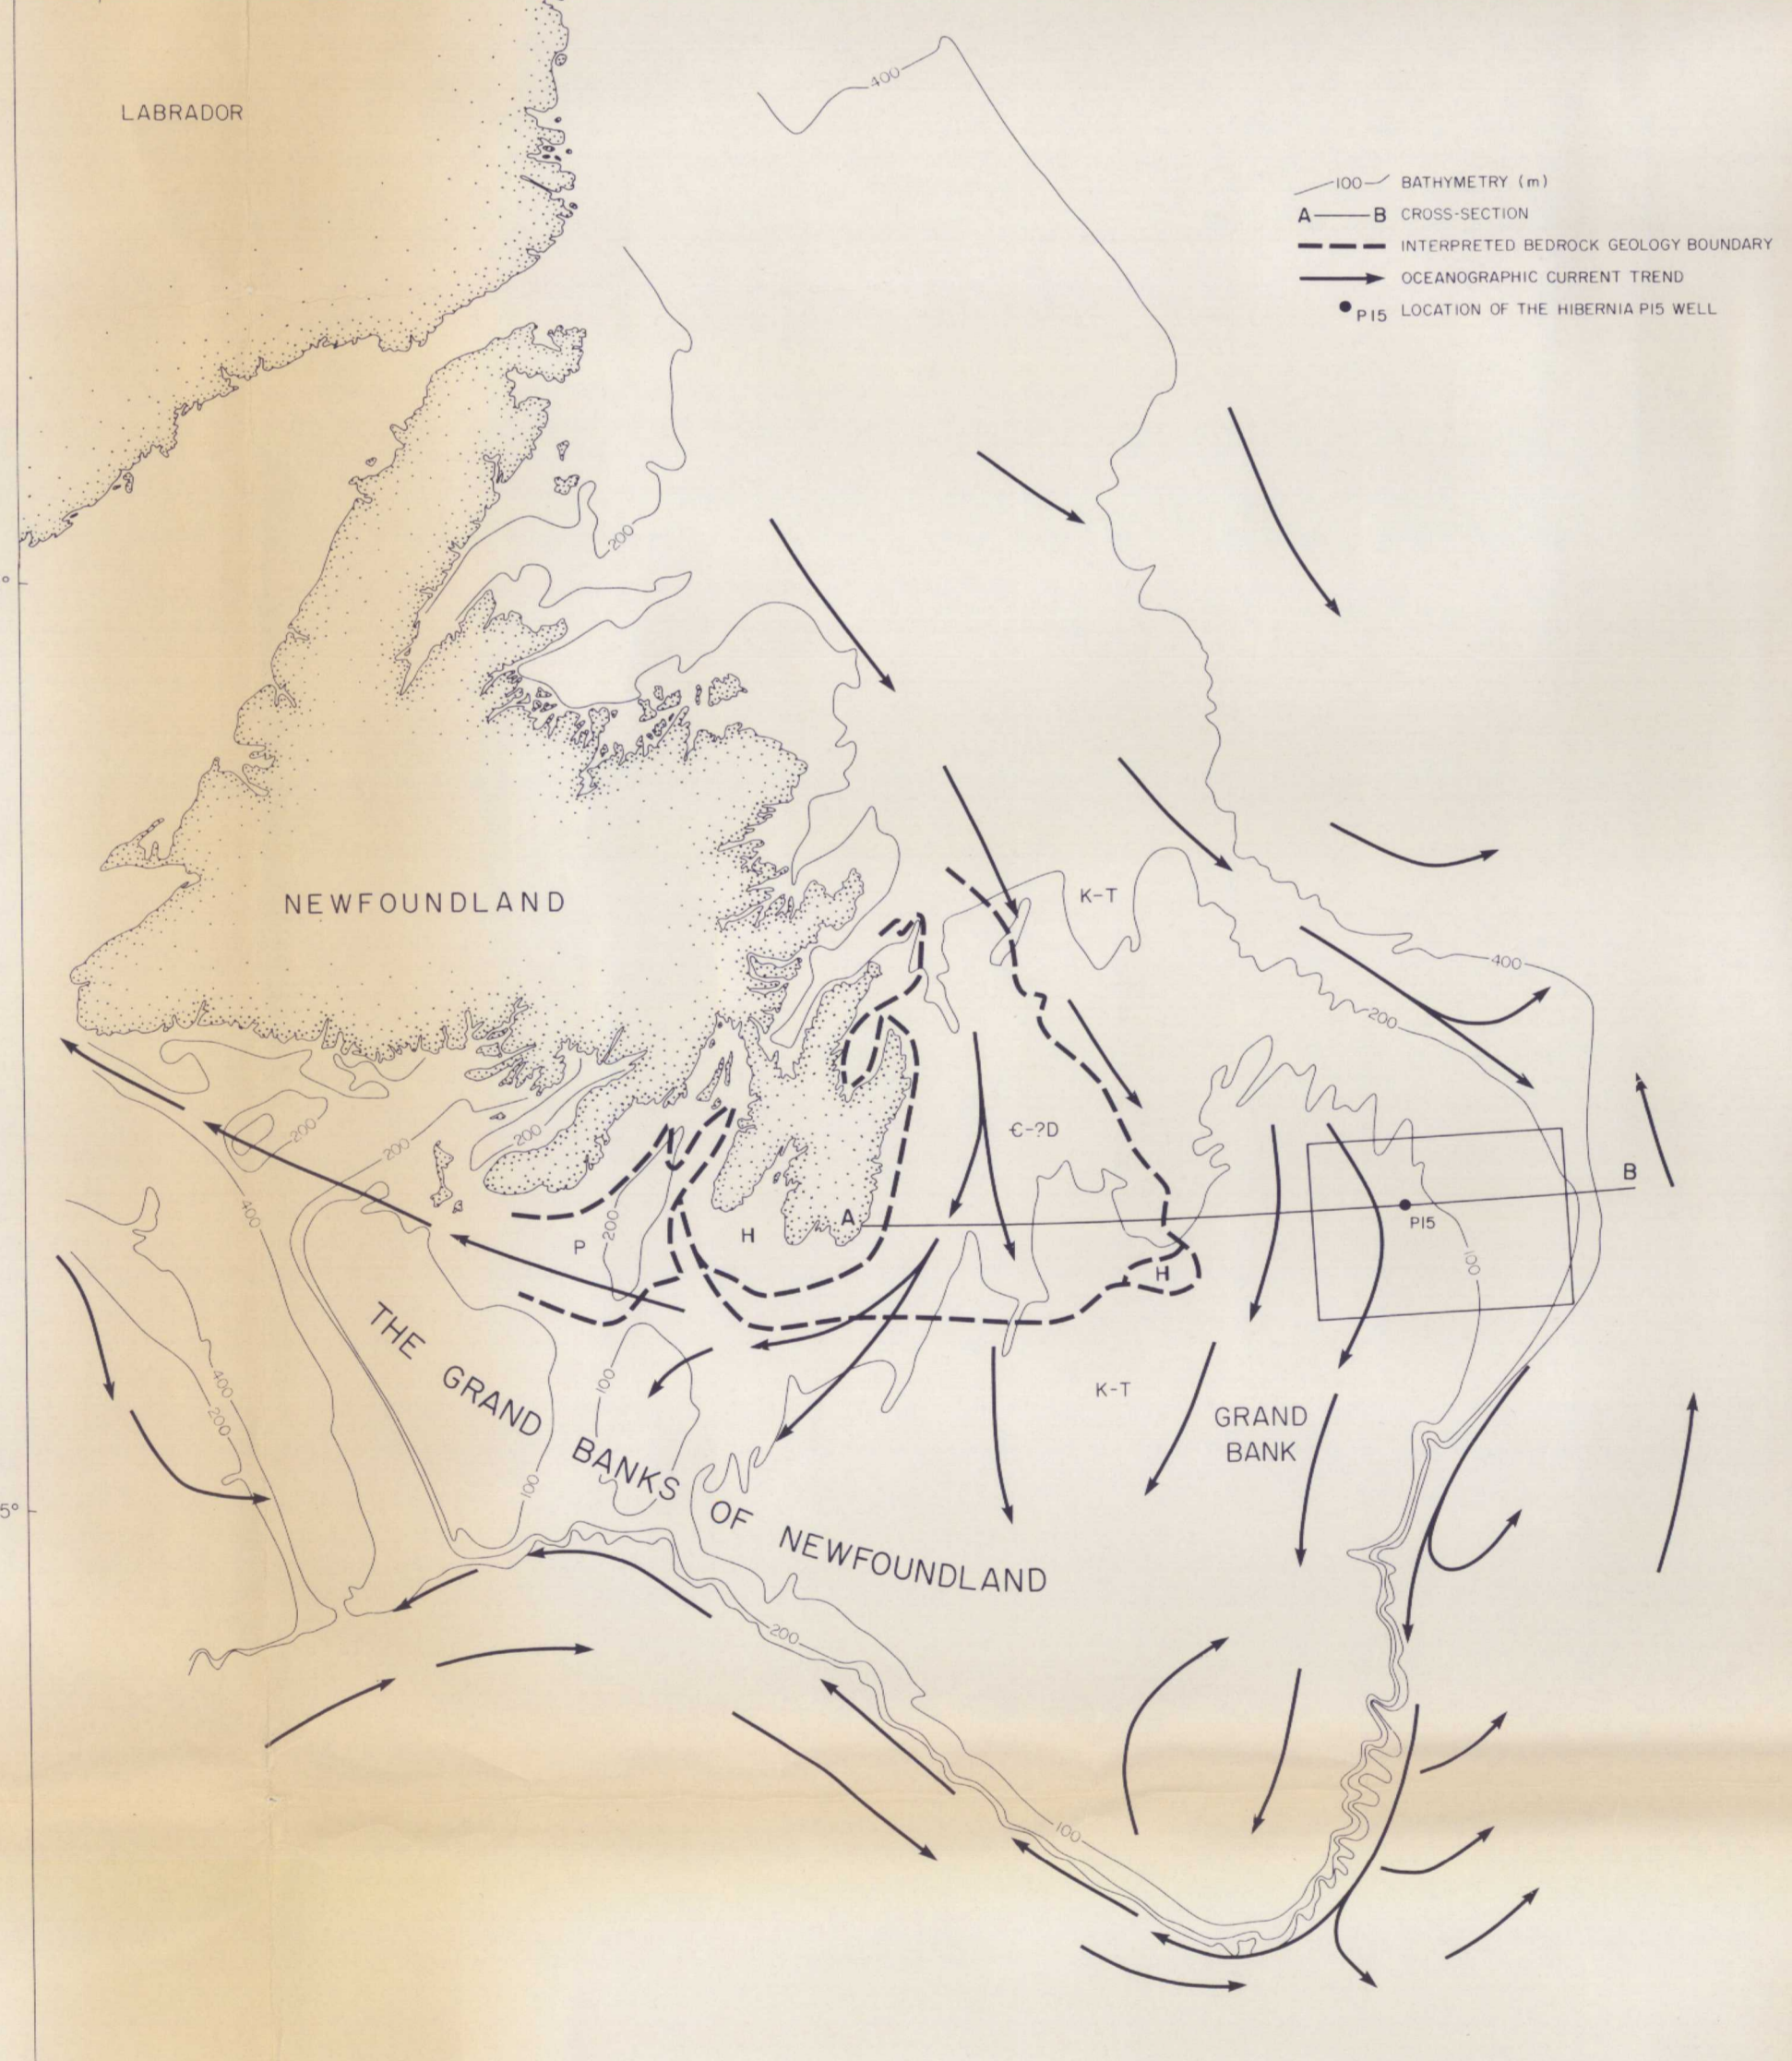 LABRADOR
400
100 BATHYMETRY (m)
A B CROSS-SECTION
INTERPRETED BEDROCK GEOLOGY BOUNDARY
OCEANOGRAPHIC CURRENT TREND
P15 LOCATION OF THE HIBERNIA P15 WELL
200
°
NEWFOUNDLAND
K-T
400
200
200
200
200
Є-?D
B
400
200
A
P15
H
P
H
100
THE GRAND BANKS OF NEWFOUNDLAND
400
200
100
K-T
GRAND
BANK
100
5°
200
100